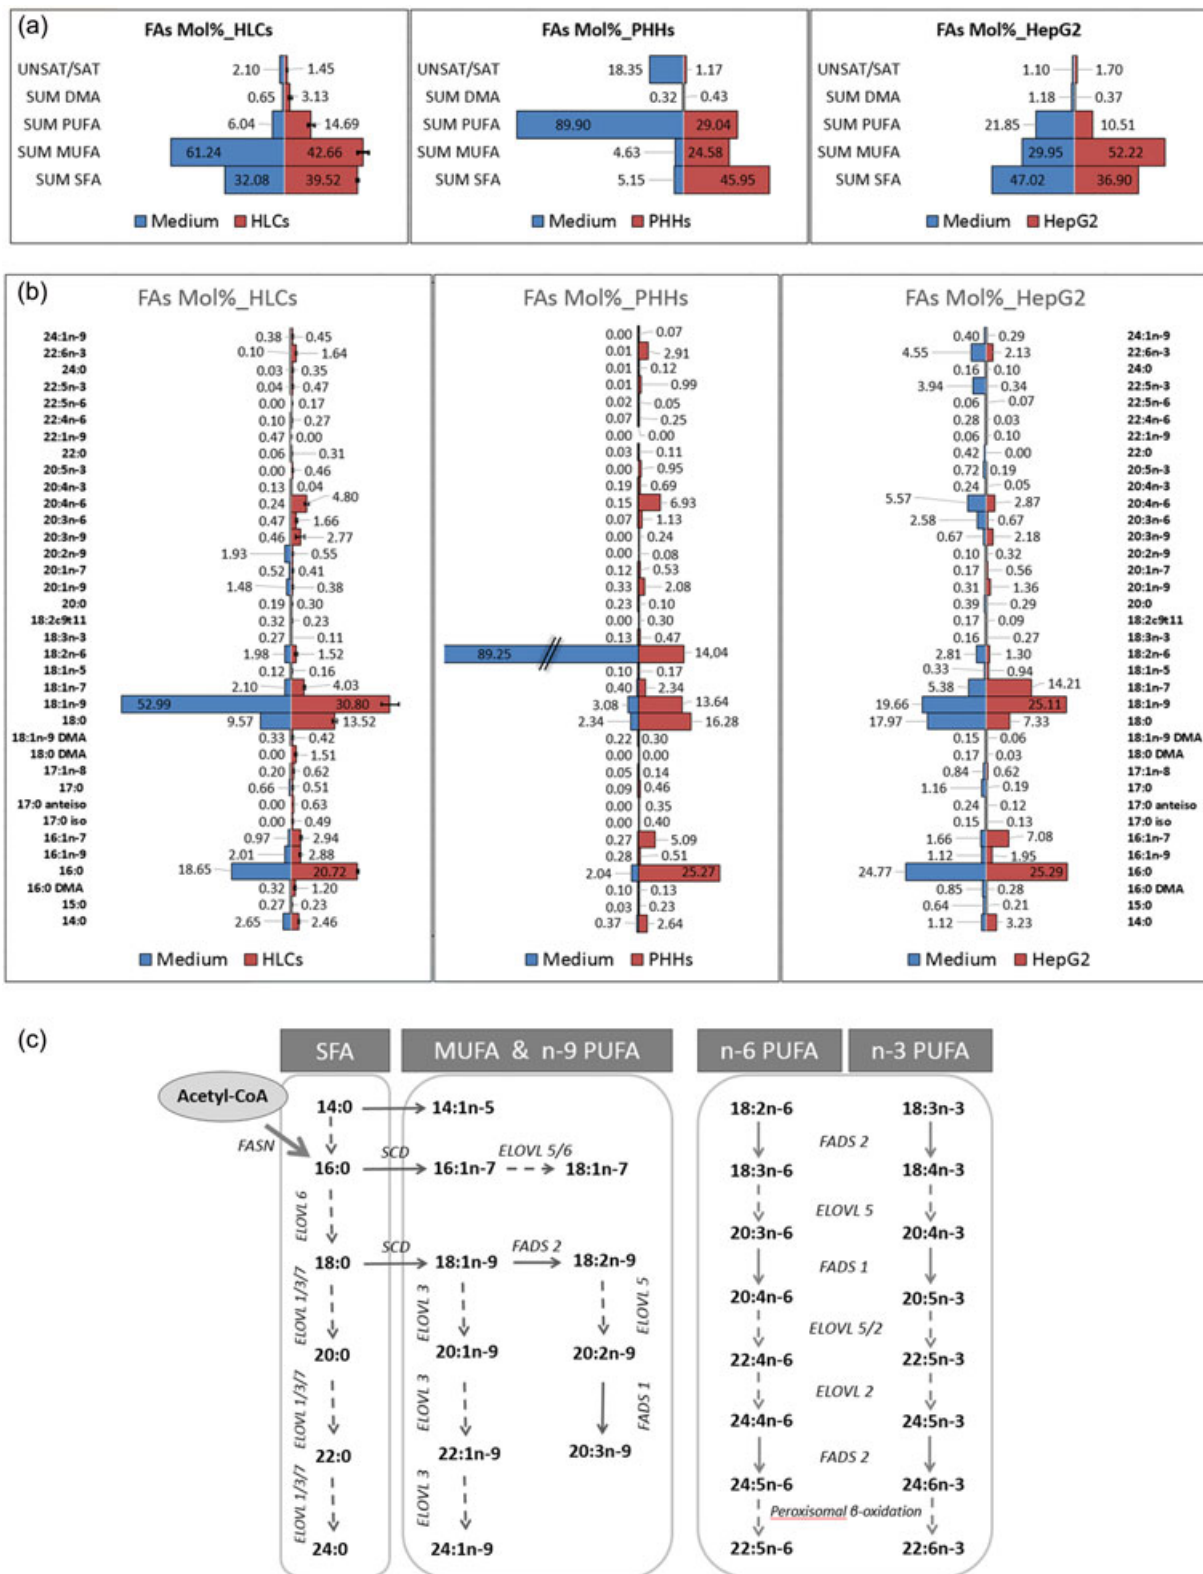 (a)
FAs Mol%_HLCs
UNSAT/SAT 2.10 1.45
SUM DMA 0.65 3.13
SUM PUFA 6.04 14.69
SUM MUFA 61.24 42.66
SUM SFA 32.08 39.52
Medium HLCs
FAs Mol%_PHHs
18.35 1.17
SUM DMA 0.32 0.43
SUM PUFA 89.90 29.04
SUM MUFA 4.63 24.58
SUM SFA 5.15 45.95
Medium PHHs
FAs Mol%_HepG2
UNSAT/SAT 1.10 1.70
SUM DMA 1.18 0.37
SUM PUFA 21.85 10.51
SUM MUFA 29.95 52.22
SUM SFA 47.02 36.90
Medium HepG2
(b)
FAs Mol%_HLCs
24:1n-9 0.38 0.45
22:6n-3 0.10 1.64
24:0 0.03 0.35
22:5n-3 0.04 0.47
22:5n-6 0.00 0.17
22:4n-6 0.10 0.27
22:1n-9 0.47 0.00
22:0 0.06 0.31
20:5n-3 0.00 0.46
20:4n-3 0.13 0.04
20:4n-6 0.24 4.80
20:3n-6 0.47 1.66
20:3n-9 0.46 2.77
20:2n-9 1.93 0.55
20:1n-7 0.52 0.41
20:1n-9 1.48 0.38
20:0 0.19 0.30
18:2c9t11 0.32 0.23
18:3n-3 0.27 0.11
18:2n-6 1.98 1.52
18:1n-5 0.12 0.16
18:1n-7 2.10 4.03
18:1n-9 52.99 30.80
18:0 9.57 13.52
18:1n-9 DMA 0.33 0.42
18:0 DMA 0.00 1.51
17:1n-8 0.20 0.62
17:0 0.66 0.51
17:0 anteiso 0.00 0.63
17:0 iso 0.00 0.49
16:1n-7 0.97 2.94
16:1n-9 2.01 2.88
16:0 18.65 20.72
16:0 DMA 0.32 1.20
15:0 0.27 0.23
14:0 2.65 2.46
Medium HLCs
FAs Mol%_PHHs
0.00 0.07
0.01 2.91
0.01 0.12
0.01 0.99
0.02 0.05
0.07 0.25
0.00 0.00
0.03 0.11
0.00 0.95
0.19 0.69
0.15 6.93
0.07 1.13
0.00 0.24
0.00 0.08
0.12 0.53
0.33 2.08
0.23 0.10
0.00 0.30
0.13 0.47
89.25 14,04
0.10 0.17
0.40 2.34
3.08 13.64
2.34 16.28
0.22 0.30
0.00 0.00
0.05 0.14
0.09 0.46
0.00 0.35
0.00 0.40
0.27 5.09
0.28 0.51
2.04 25.27
0.10 0.13
0.03 0.23
0.37 2.64
Medium PHHs
FAs Mol%_HepG2
0.40 0.29 24:1n-9
4.55 2.13 22:6n-3
0.16 0.10 24:0
3.94 0.34 22:5n-3
0.06 0.07 22:5n-6
0.28 0.03 22:4n-6
0.06 0.10 22:1n-9
0.42 0.00 22:0
0.72 0.19 20:5n-3
0.24 0.05 20:4n-3
5.57 2.87 20:4n-6
2.58 0.67 20:3n-6
0.67 2.18 20:3n-9
0.10 0.32 20:2n-9
0.17 0.56 20:1n-7
0.31 1.36 20:1n-9
0.39 0.29 20:0
0.17 0.09 18:2c9t11
0.16 0.27 18:3n-3
2.81 1.30 18:2n-6
0.33 0.94 18:1n-5
5.38 14.21 18:1n-7
19.66 25.11 18:1n-9
17.97 7.33 18:0
0.15 0.06 18:1n-9 DMA
0.17 0.03 18:0 DMA
0.84 0.62 17:1n-8
1.16 0.19 17:0
0.24 0.12 17:0 anteiso
0.15 0.13 17:0 iso
1.66 7.08 16:1n-7
1.12 1.95 16:1n-9
24.77 25.29 16:0
0.85 0.28 16:0 DMA
0.64 0.21 15:0
1.12 3.23 14:0
Medium HepG2
(c)
SFA MUFA & n-9 PUFA n-6 PUFA n-3 PUFA
Acetyl-CoA
FASN
14:0 14:1n-5
16:0 SCD 16:1n-7 ELOVL 5/6 18:1n-7
ELOVL 6
18:0 SCD 18:1n-9 FADS 2 18:2n-9
ELOVL 1/3/7 ELOVL 3 ELOVL 5
20:0 20:1n-9 20:2n-9
ELOVL 1/3/7 ELOVL 3 FADS 1
22:0 22:1n-9 20:3n-9
ELOVL 1/3/7 ELOVL 3
24:0 24:1n-9
18:2n-6 18:3n-3
FADS 2
18:3n-6 18:4n-3
ELOVL 5
20:3n-6 20:4n-3
FADS 1
20:4n-6 20:5n-3
ELOVL 5/2
22:4n-6 22:5n-3
ELOVL 2
24:4n-6 24:5n-3
FADS 2
24:5n-6 24:6n-3
Peroxisomal β-oxidation
22:5n-6 22:6n-3